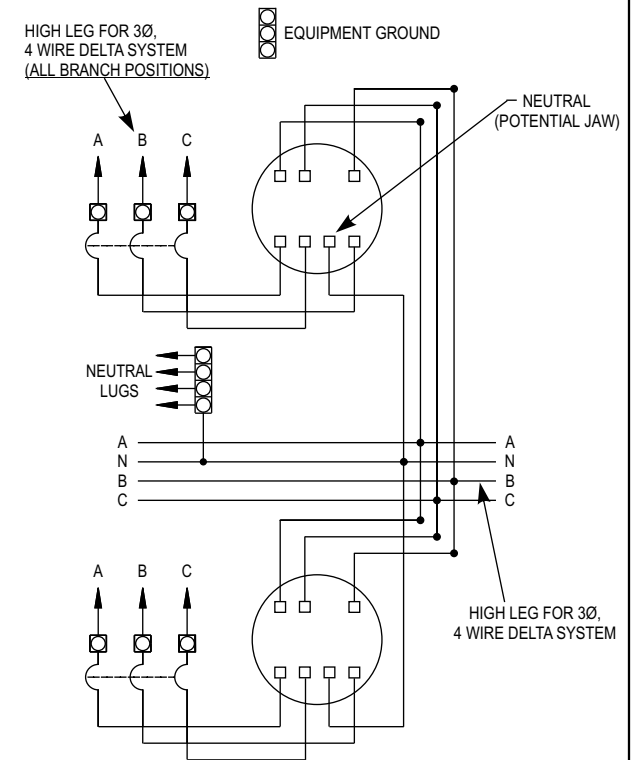 HIGH LEG FOR 3Ø,
4 WIRE DELTA SYSTEM
(ALL BRANCH POSITIONS)
EQUIPMENT GROUND
NEUTRAL
(POTENTIAL JAW)
A B C
NEUTRAL
LUGS
A A
N N
B B
C C
A B C
HIGH LEG FOR 3Ø,
4 WIRE DELTA SYSTEM